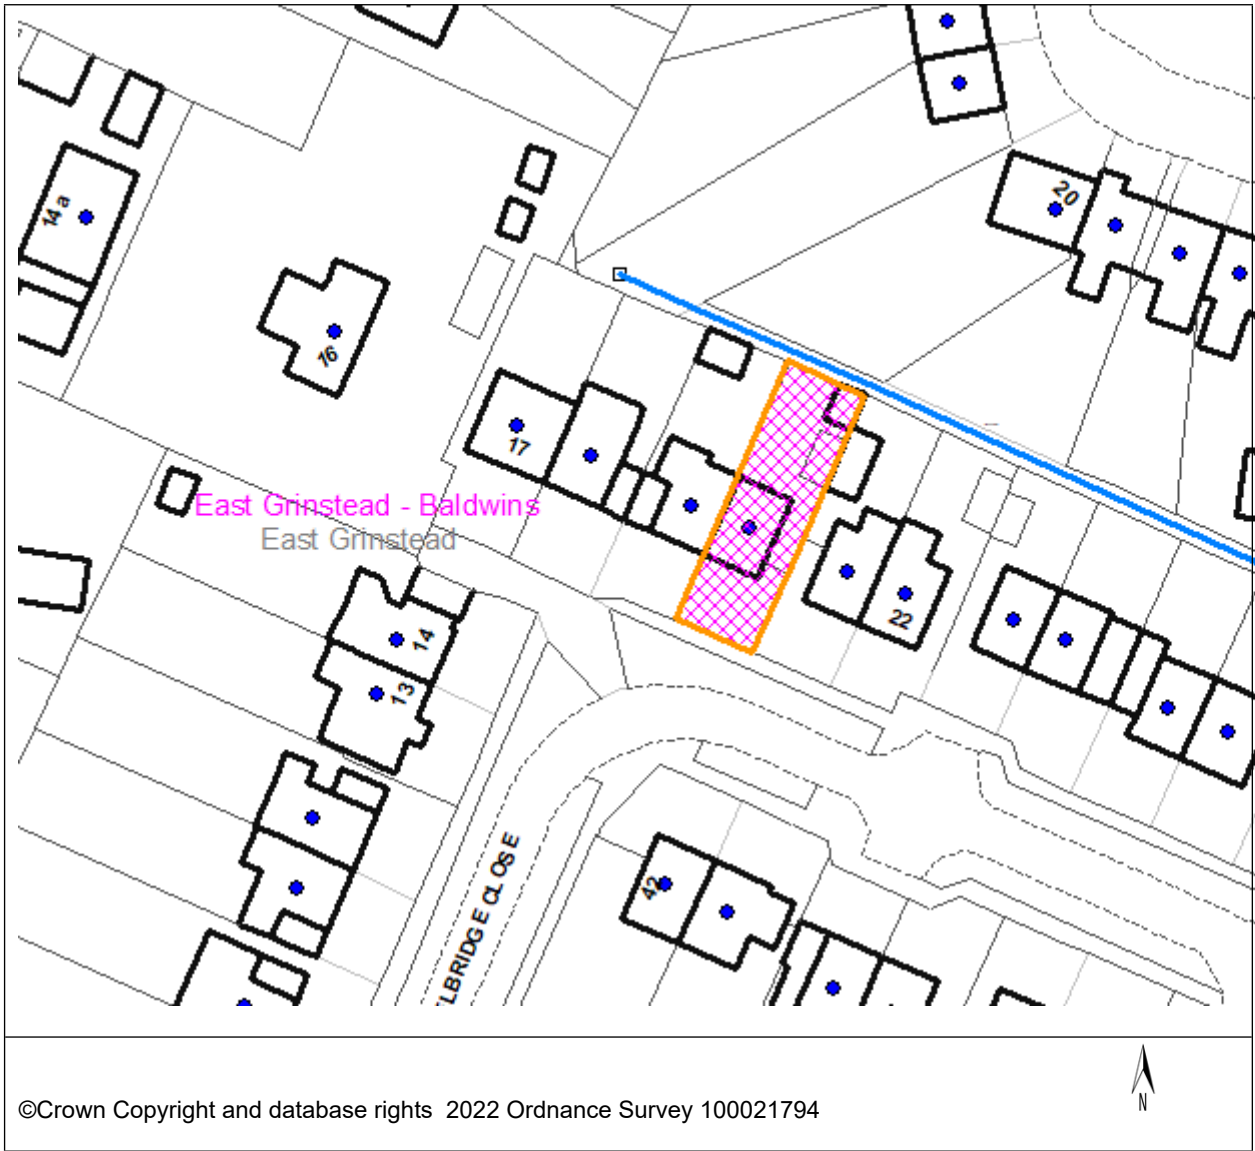 14a
20
16
17
East Grinstead - Baldwins
East Grinstead
14
22
13
42
LBRIDGE CLOSE
©Crown Copyright and database rights 2022 Ordnance Survey 100021794
N